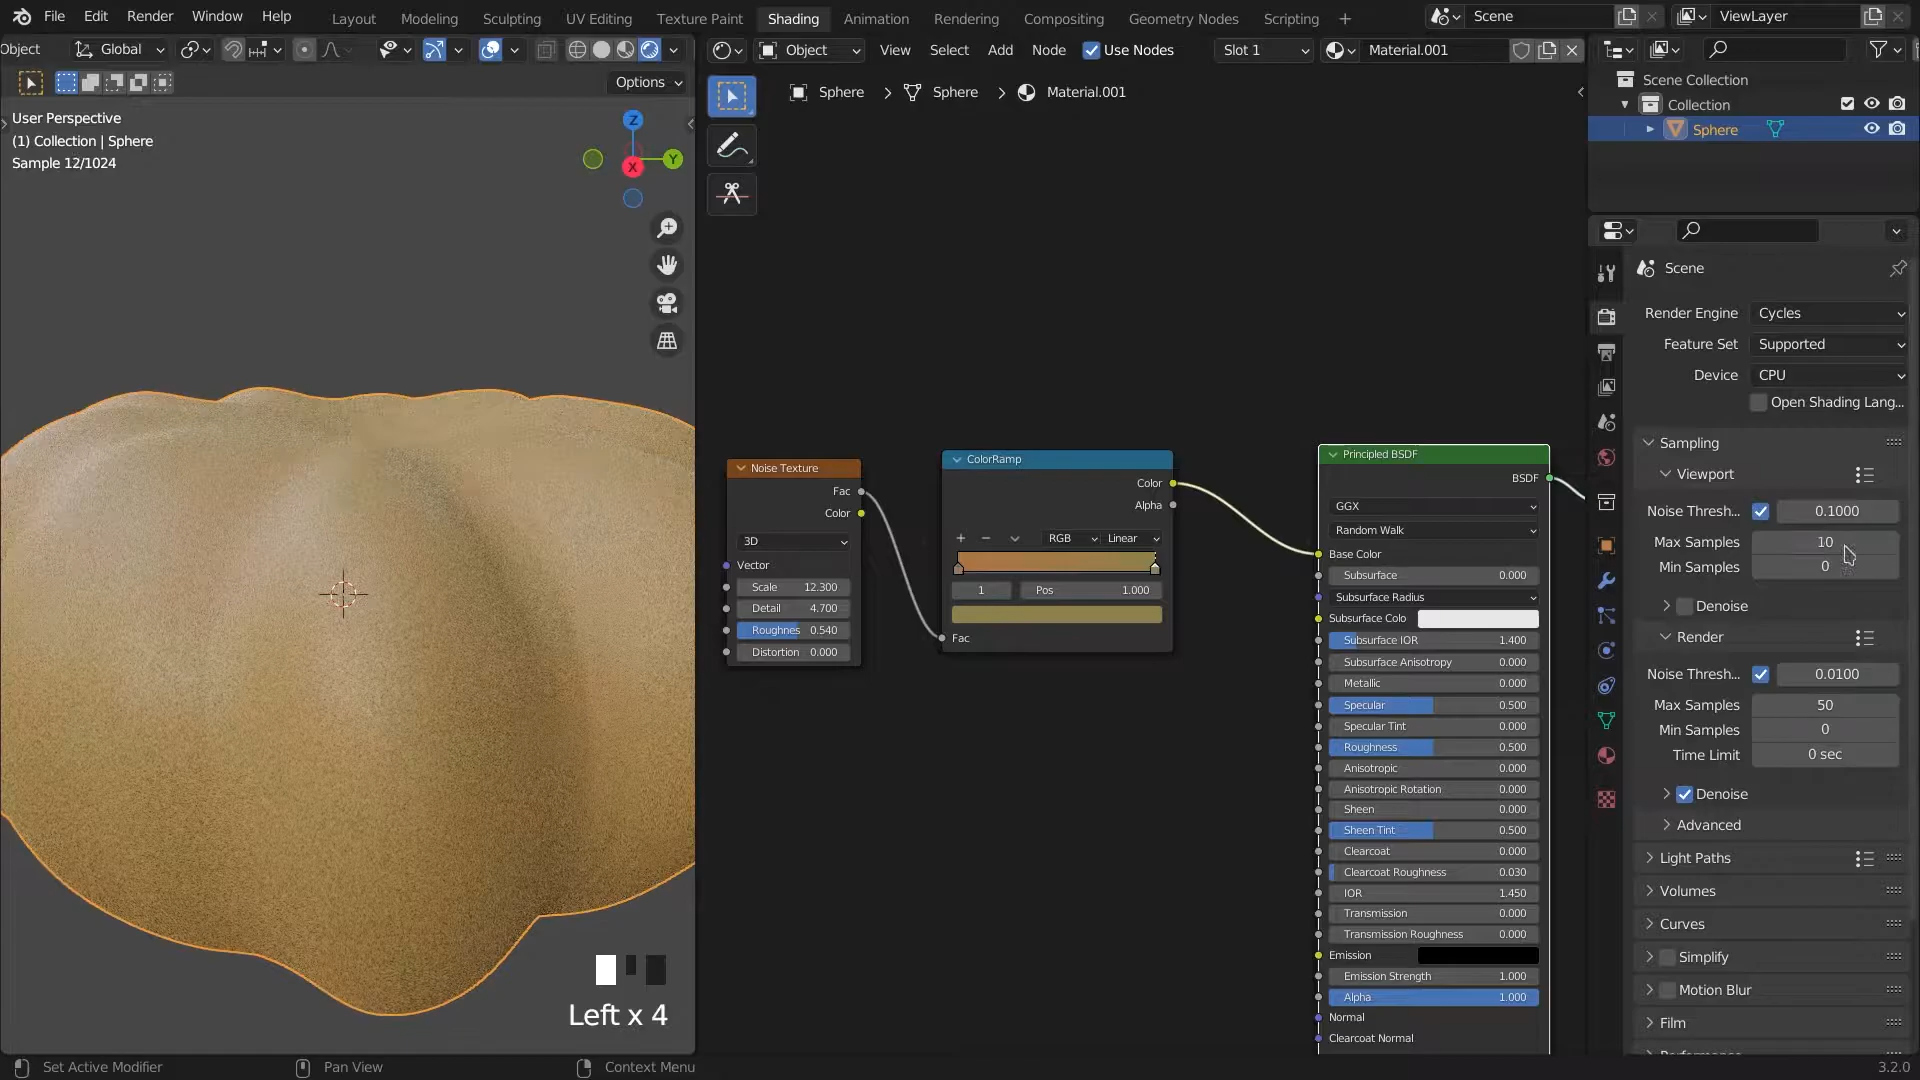 File Edit Render Window Help
Layout Modeling Sculpting UV Editing Texture Paint Shading Animation Rendering Compositing Geometry Nodes Scripting +
Scene
ViewLayer
Object Global
Object View Select Add Node Use Nodes Slot 1 Material.001
Options
Sphere > Sphere > Material.001
User Perspective
(1) Collection | Sphere
Sample 12/1024
Z
Y
X
Left x 4
Noise Texture
Fac
Color
3D
Vector
Scale 12.300
Detail 4.700
Roughnes 0.540
Distortion 0.000
ColorRamp
Color
Alpha
+ − RGB Linear
1 Pos 1.000
Fac
Principled BSDF
BSDF
GGX
Random Walk
Base Color
Subsurface 0.000
Subsurface Radius
Subsurface Colo
Subsurface IOR 1.400
Subsurface Anisotropy 0.000
Metallic 0.000
Specular 0.500
Specular Tint 0.000
Roughness 0.500
Anisotropic 0.000
Anisotropic Rotation 0.000
Sheen 0.000
Sheen Tint 0.500
Clearcoat 0.000
Clearcoat Roughness 0.030
IOR 1.450
Transmission 0.000
Transmission Roughness 0.000
Emission
Emission Strength 1.000
Alpha 1.000
Normal
Clearcoat Normal
Scene Collection
Collection
Sphere
Scene
Render Engine Cycles
Feature Set Supported
Device CPU
Open Shading Lang...
Sampling
Viewport
Noise Thresh... 0.1000
Max Samples 10
Min Samples 0
Denoise
Render
Noise Thresh... 0.0100
Max Samples 50
Min Samples 0
Time Limit 0 sec
Denoise
Advanced
Light Paths
Volumes
Curves
Simplify
Motion Blur
Film
Set Active Modifier Pan View Context Menu 3.2.0